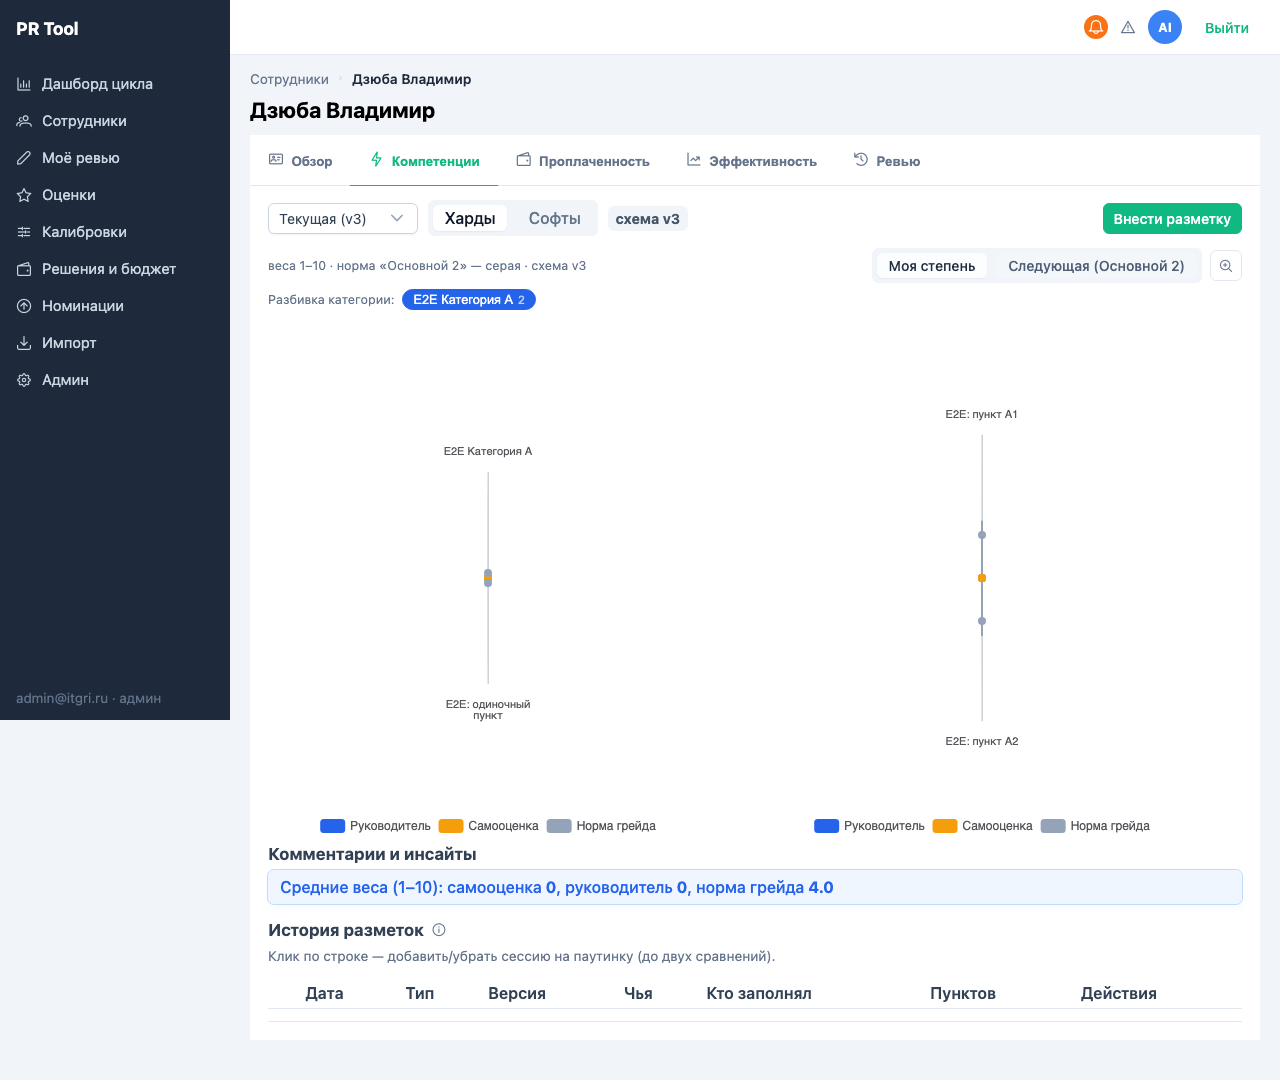 PR Tool
AI
Выйти
Дашборд цикла
Сотрудники
Моё ревью
Оценки
Калибровки
Решения и бюджет
Номинации
Импорт
Админ
admin@itgri.ru · админ
Сотрудники
Дзюба Владимир
Дзюба Владимир
Обзор
Компетенции
Проплаченность
Эффективность
Ревью
Текущая (v3)
Харды
Софты
схема v3
Внести разметку
веса 1–10 · норма «Основной 2» — серая · схема v3
Моя степень
Следующая (Основной 2)
Разбивка категории:
E2E Категория А 2
E2E Категория А
E2E: одиночный
пункт
E2E: пункт А1
E2E: пункт А2
Руководитель
Самооценка
Норма грейда
Руководитель
Самооценка
Норма грейда
Комментарии и инсайты
Средние веса (1–10): самооценка 0, руководитель 0, норма грейда 4.0
История разметок
Клик по строке — добавить/убрать сессию на паутинку (до двух сравнений).
Дата
Тип
Версия
Чья
Кто заполнял
Пунктов
Действия